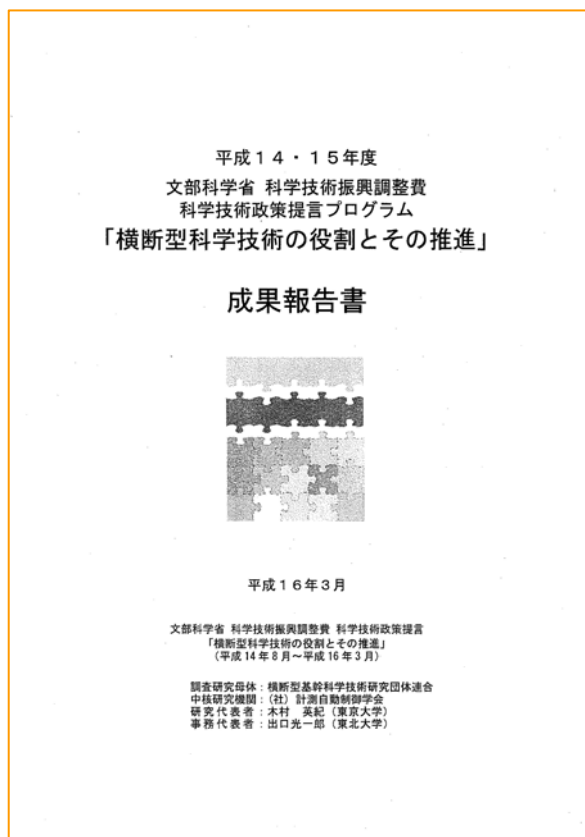 平成１４・１５年度
文部科学省 科学技術振興調整費
科学技術政策提言プログラム
「横断型科学技術の役割とその推進」
成果報告書
平成１６年３月
文部科学省 科学技術振興調整費 科学技術政策提言
「横断型科学技術の役割とその推進」
（平成 14 年 8 月～平成 16 年 3 月）
調査研究母体：横断型基幹科学技術研究団体連合
中核研究機関：（社）計測自動制御学会
研究代表者：木村 英紀（東京大学）
事務代表者：出口光一郎（東北大学）